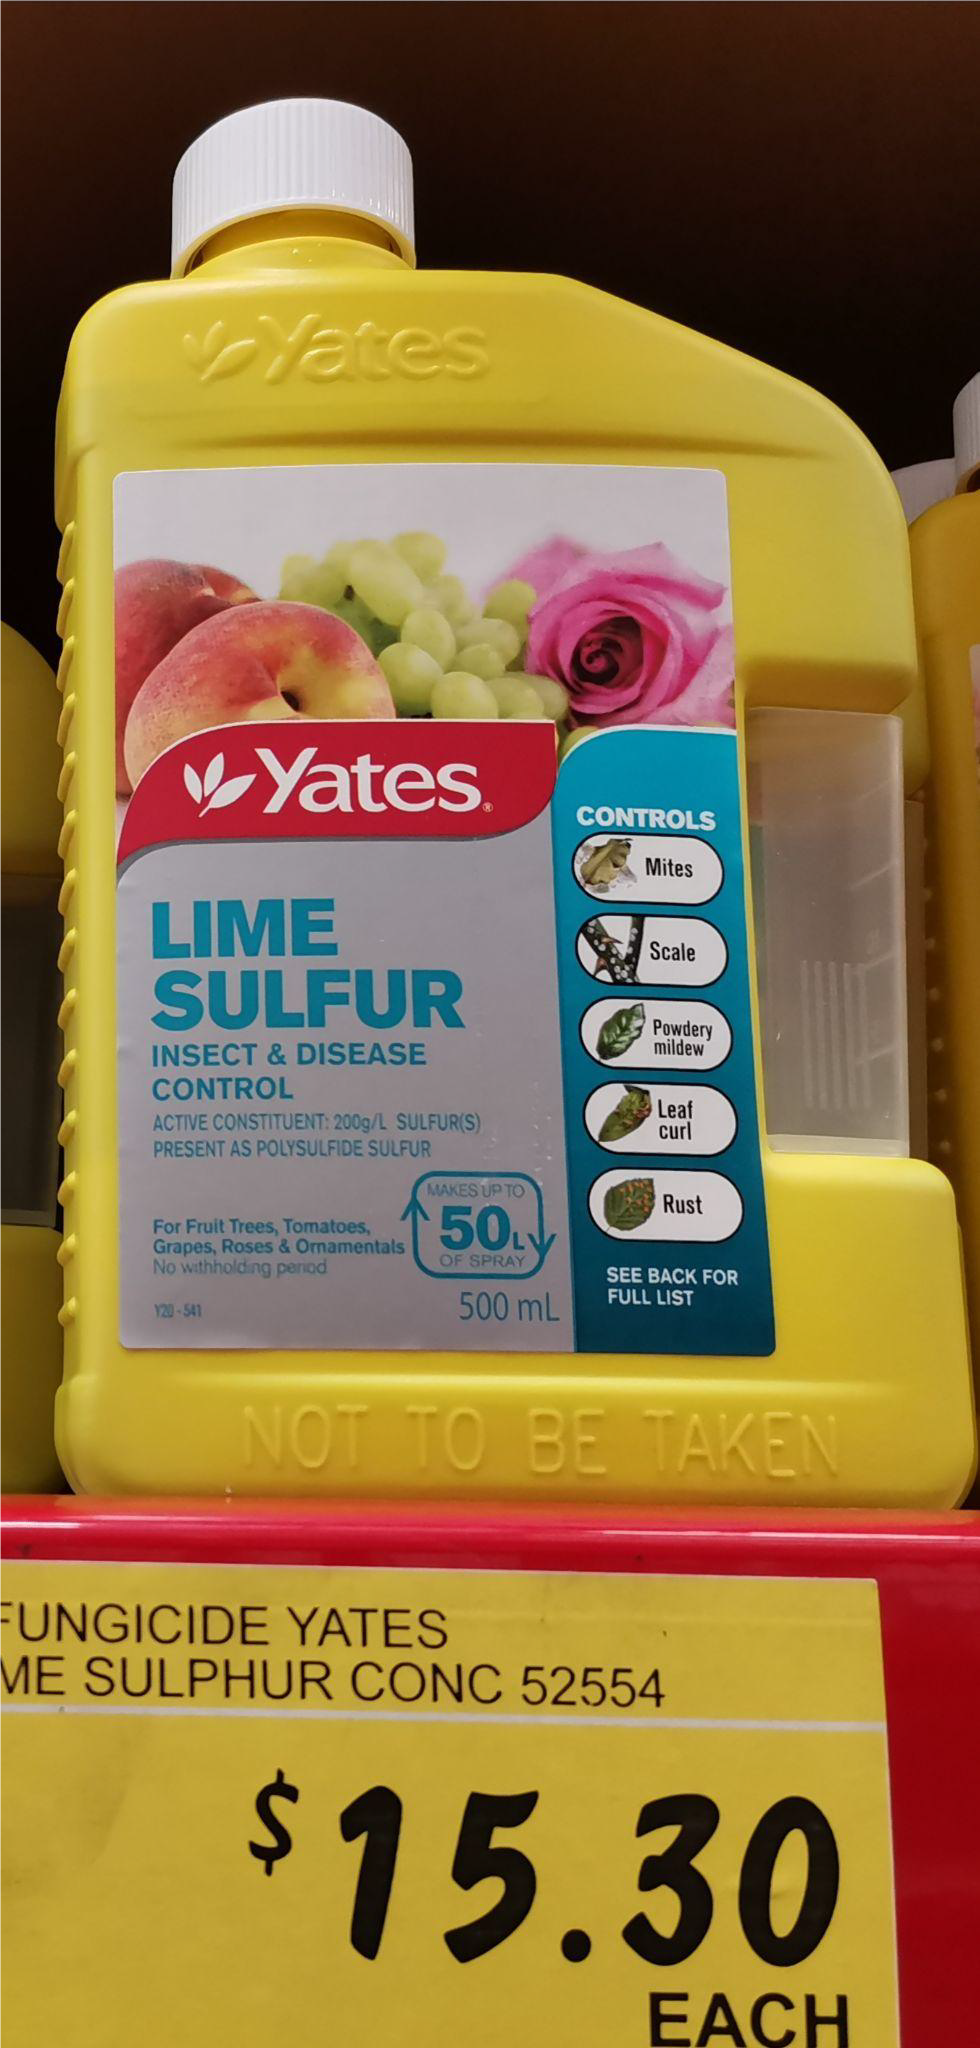 Yates
Yates®
LIME
SULFUR
INSECT & DISEASE
CONTROL
ACTIVE CONSTITUENT: 200g/L SULFUR(S)
PRESENT AS POLYSULFIDE SULFUR
For Fruit Trees, Tomatoes,
Grapes, Roses & Ornamentals
No withholding period
MAKES UP TO
50L
OF SPRAY
Y20 - 541
500 mL
CONTROLS
Mites
Scale
Powdery
mildew
Leaf
curl
Rust
SEE BACK FOR
FULL LIST
NOT TO BE TAKEN
FUNGICIDE YATES
ME SULPHUR CONC 52554
$15.30
EACH